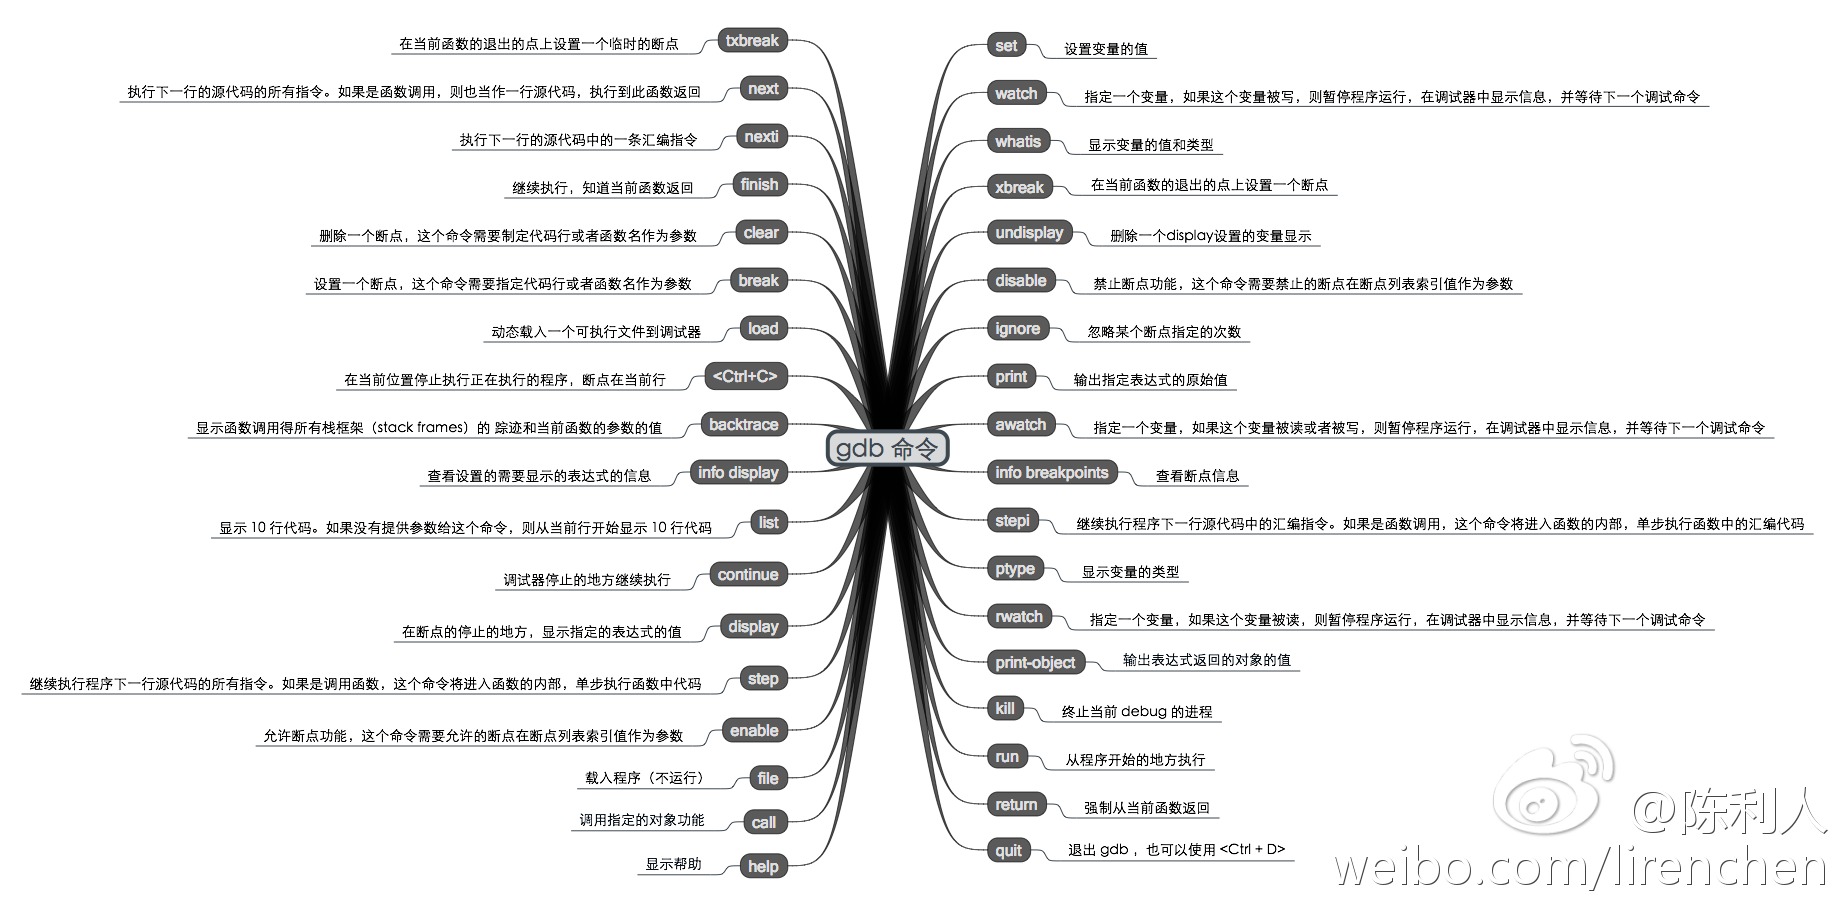 gdb 命令
txbreak
在当前函数的退出的点上设置一个临时的断点
next
执行下一行的源代码的所有指令。如果是函数调用，则也当作一行源代码，执行到此函数返回
nexti
执行下一行的源代码中的一条汇编指令
finish
继续执行，知道当前函数返回
clear
删除一个断点，这个命令需要制定代码行或者函数名作为参数
break
设置一个断点，这个命令需要指定代码行或者函数名作为参数
load
动态载入一个可执行文件到调试器
<Ctrl+C>
在当前位置停止执行正在执行的程序，断点在当前行
backtrace
显示函数调用得所有栈框架（stack frames）的 踪迹和当前函数的参数的值
info display
查看设置的需要显示的表达式的信息
list
显示 10 行代码。如果没有提供参数给这个命令，则从当前行开始显示 10 行代码
continue
调试器停止的地方继续执行
display
在断点的停止的地方，显示指定的表达式的值
step
继续执行程序下一行源代码的所有指令。如果是调用函数，这个命令将进入函数的内部，单步执行函数中代码
enable
允许断点功能，这个命令需要允许的断点在断点列表索引值作为参数
file
载入程序（不运行）
call
调用指定的对象功能
help
显示帮助
set
设置变量的值
watch
指定一个变量，如果这个变量被写，则暂停程序运行，在调试器中显示信息，并等待下一个调试命令
whatis
显示变量的值和类型
xbreak
在当前函数的退出的点上设置一个断点
undisplay
删除一个display设置的变量显示
disable
禁止断点功能，这个命令需要禁止的断点在断点列表索引值作为参数
ignore
忽略某个断点指定的次数
print
输出指定表达式的原始值
awatch
指定一个变量，如果这个变量被读或者被写，则暂停程序运行，在调试器中显示信息，并等待下一个调试命令
info breakpoints
查看断点信息
stepi
继续执行程序下一行源代码中的汇编指令。如果是函数调用，这个命令将进入函数的内部，单步执行函数中的汇编代码
ptype
显示变量的类型
rwatch
指定一个变量，如果这个变量被读，则暂停程序运行，在调试器中显示信息，并等待下一个调试命令
print-object
输出表达式返回的对象的值
kill
终止当前 debug 的进程
run
从程序开始的地方执行
return
强制从当前函数返回
quit
退出 gdb ，也可以使用 <Ctrl + D>
@陈利人
weibo.com/lirenchen